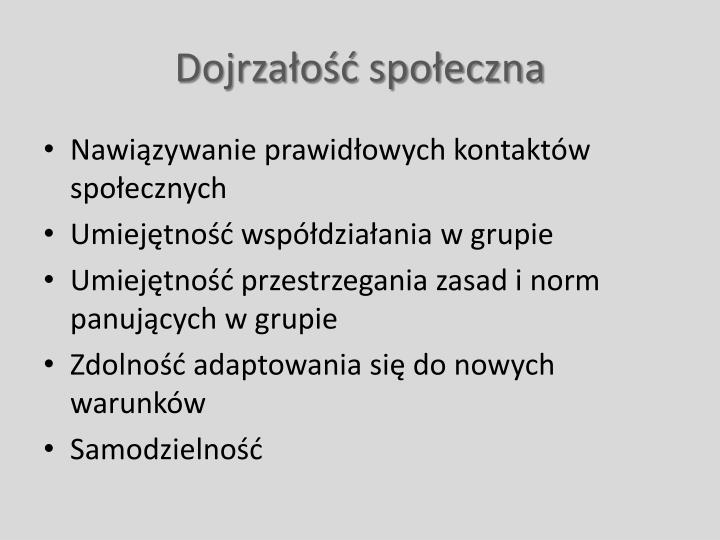 Dojrzałość społeczna
• Nawiązywanie prawidłowych kontaktów
społecznych
• Umiejętność współdziałania w grupie
• Umiejętność przestrzegania zasad i norm
panujących w grupie
• Zdolność adaptowania się do nowych
warunków
• Samodzielność